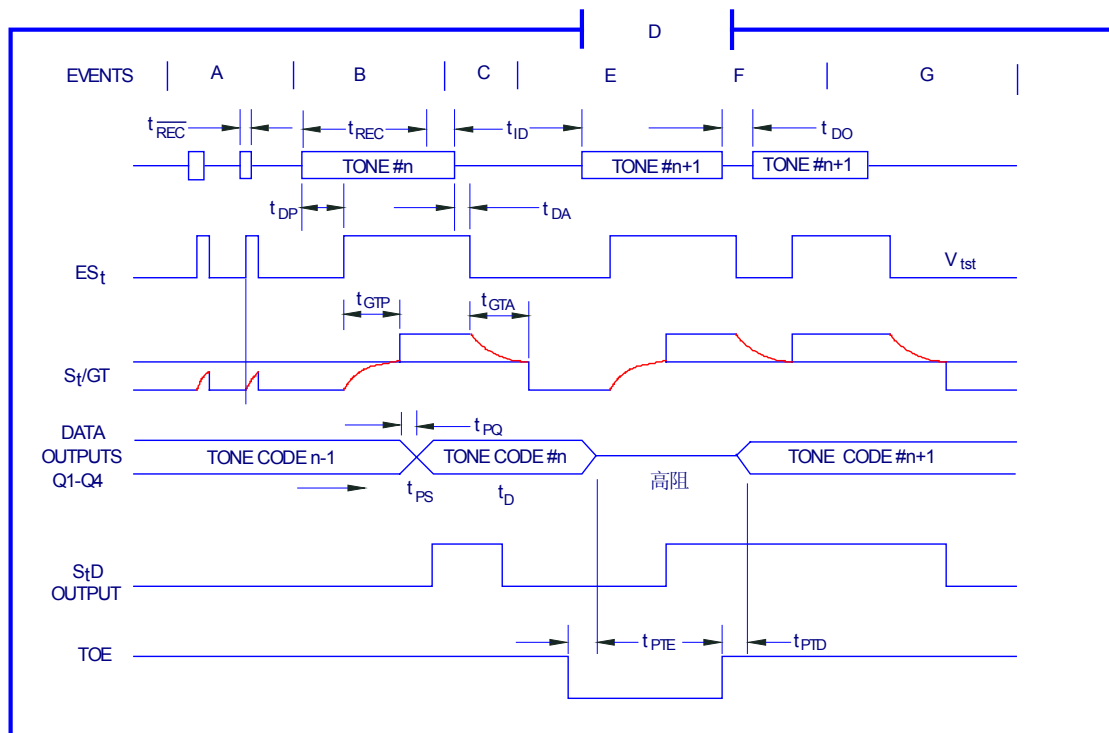 D
EVENTS A B C E F G
tREC tREC tID tDO
TONE #n TONE #n+1 TONE #n+1
tDP tDA
ESt Vtst
tGTP tGTA
St/GT
tPQ
DATA
OUTPUTS
Q1-Q4
TONE CODE n-1 TONE CODE #n 高阻 TONE CODE #n+1
tPS tD
StD
OUTPUT
tPTE tPTD
TOE